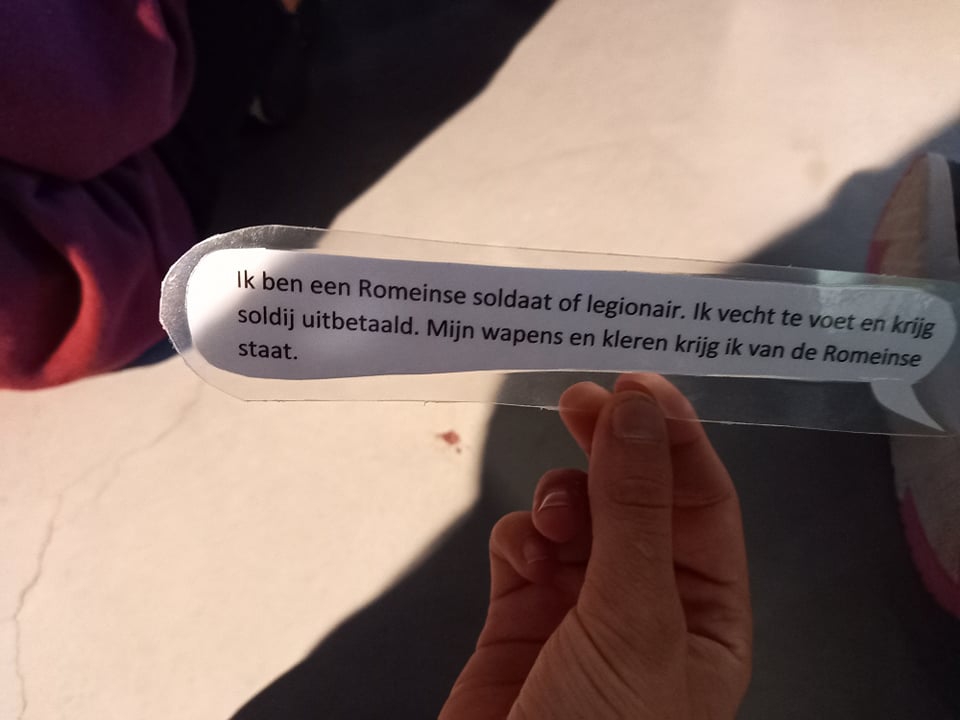 Ik ben een Romeinse soldaat of legionair. Ik vecht te voet en krijg
soldij uitbetaald. Mijn wapens en kleren krijg ik van de Romeinse
staat.